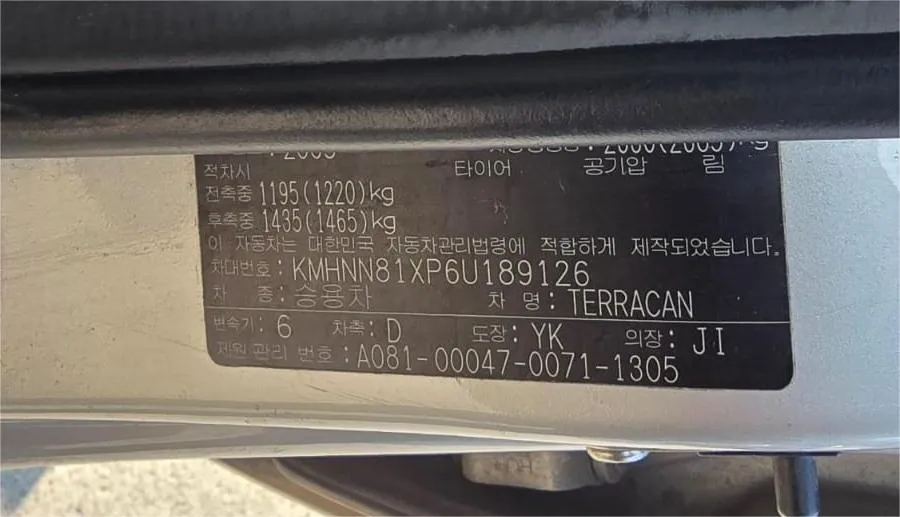 : 2005
적차시 타이어 공기압 림
전축중 1195(1220)kg
후축중 1435(1465)kg
이 자동차는 대한민국 자동차관리법령에 적합하게 제작되었습니다.
차대번호: KMHNN81XP6U189126
차 종: 승용차 차 명: TERRACAN
변속기: 6 차축: D 도장: YK 의장: JI
제원 관리 번호: A081-00047-0071-1305